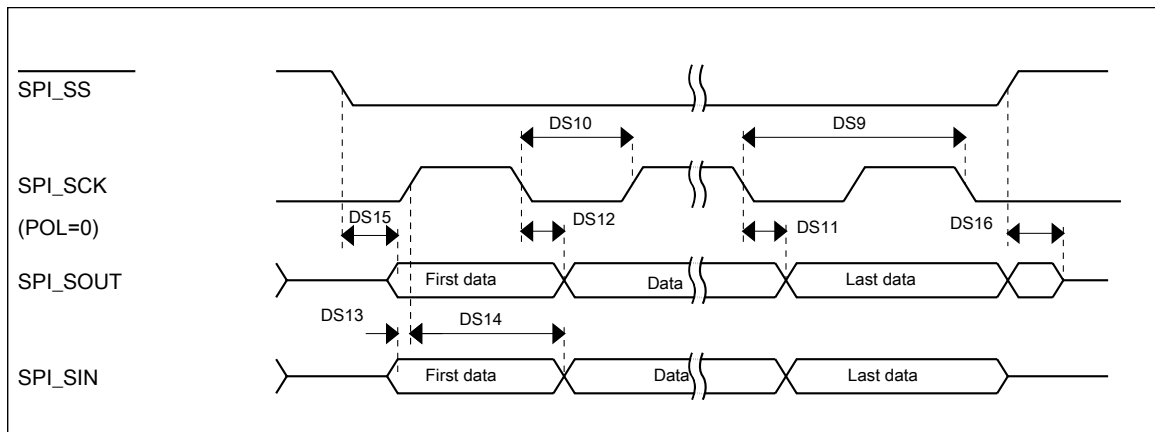 SPI_SS
DS10
DS9
SPI_SCK
(POL=0)
DS15
DS12
DS11
DS16
SPI_SOUT
First data
Data
Last data
DS13
DS14
SPI_SIN
First data
Data
Last data